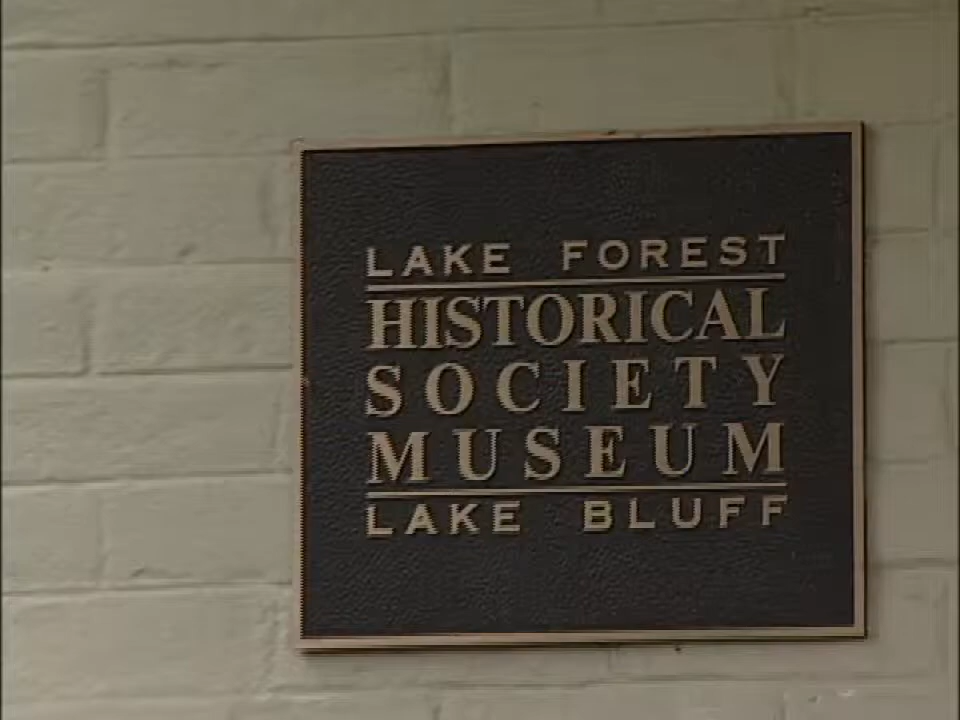 LAKE FOREST
HISTORICAL
SOCIETY
MUSEUM
LAKE BLUFF